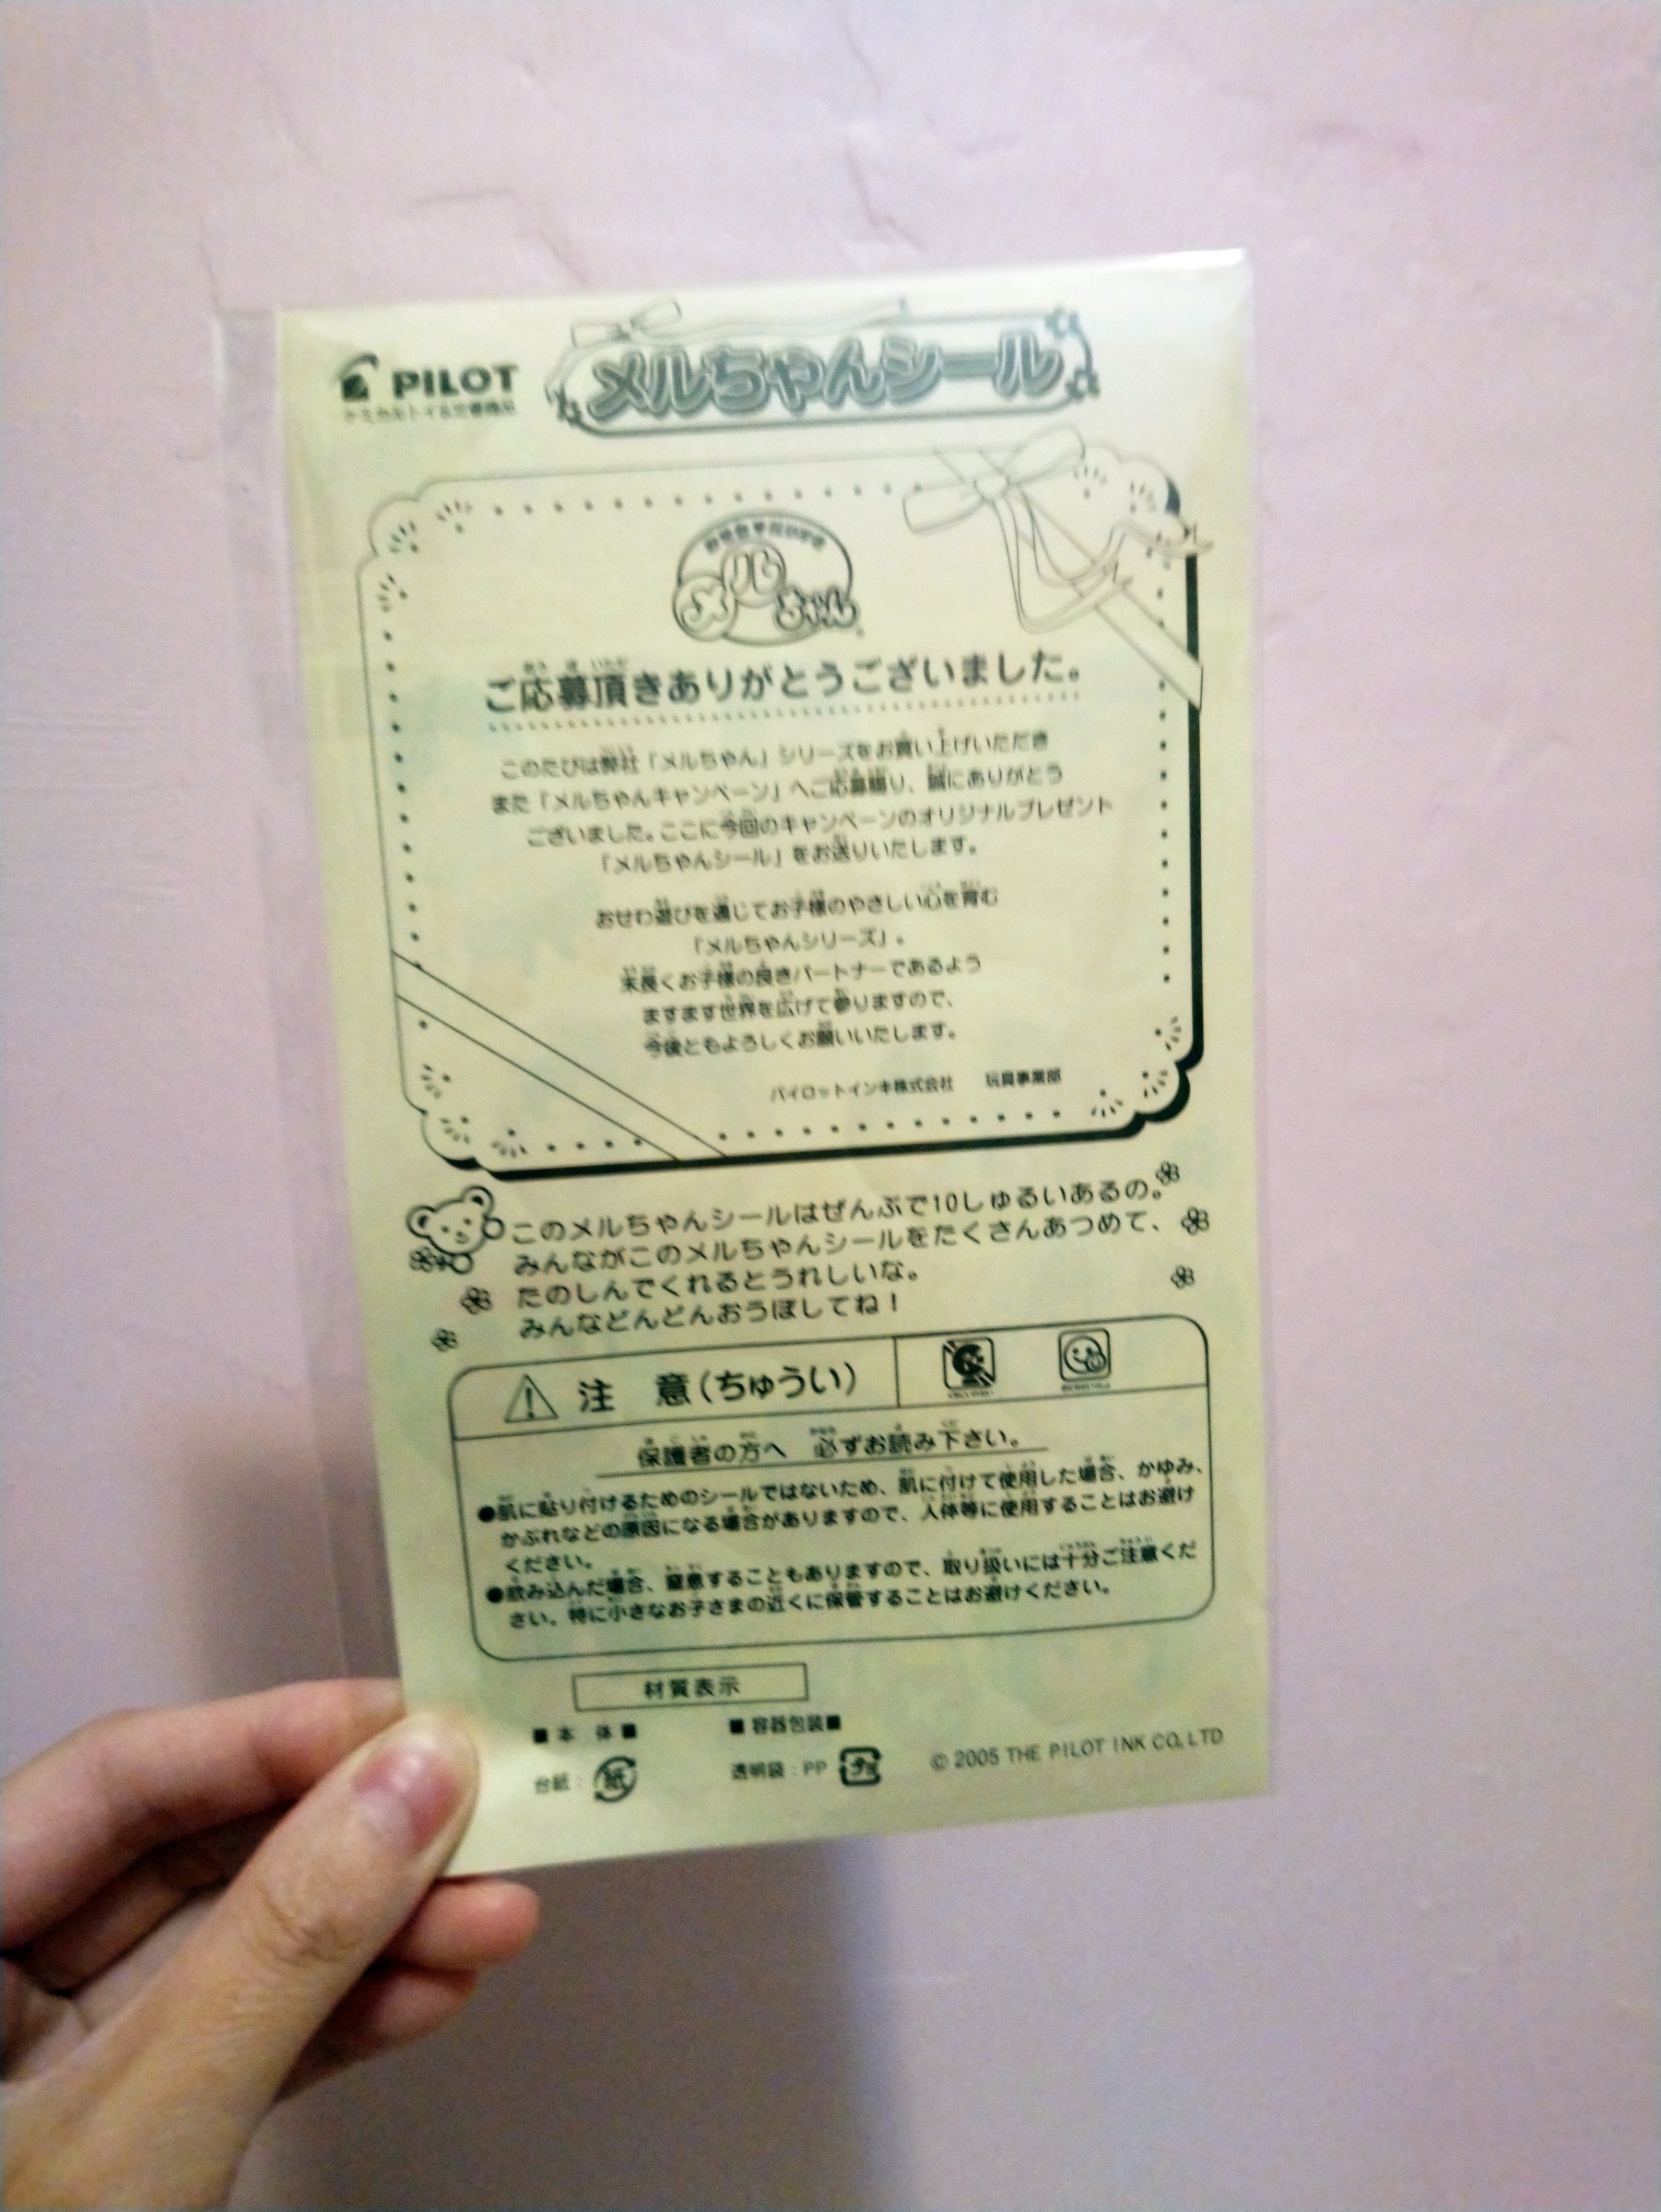 PILOT
メルちゃんシール
メルちゃん
ご応募頂きありがとうございました。
このたびは弊社「メルちゃん」シリーズをお買い上げいただき
また「メルちゃんキャンペーン」へご応募賜り、誠にありがとう
ございました。ここに今回のキャンペーンのオリジナルプレゼント
「メルちゃんシール」をお送りいたします。
おせわ遊びを通じてお子様のやさしい心を育む
「メルちゃんシリーズ」。
末長くお子様の良きパートナーであるよう
ますます世界を広げて参りますので、
今後ともよろしくお願いいたします。
パイロットインキ株式会社 玩具事業部
このメルちゃんシールはぜんぶで10しゅるいあるの。
みんながこのメルちゃんシールをたくさんあつめて、
たのしんでくれるとうれしいな。
みんなどんどんおうぼしてね！
注 意(ちゅうい)
保護者の方へ 必ずお読み下さい。
●肌に貼り付けるためのシールではないため、肌に付けて使用した場合、かゆみ、
かぶれなどの原因になる場合がありますので、人体等に使用することはお避け
ください。
●飲み込んだ場合、窒息することもありますので、取り扱いには十分ご注意くだ
さい。特に小さなお子さまの近くに保管することはお避けください。
材質表示
■本 体■ ■容器包装■
台紙：紙 透明袋：PP プラ
© 2005 THE PILOT INK CO,.LTD